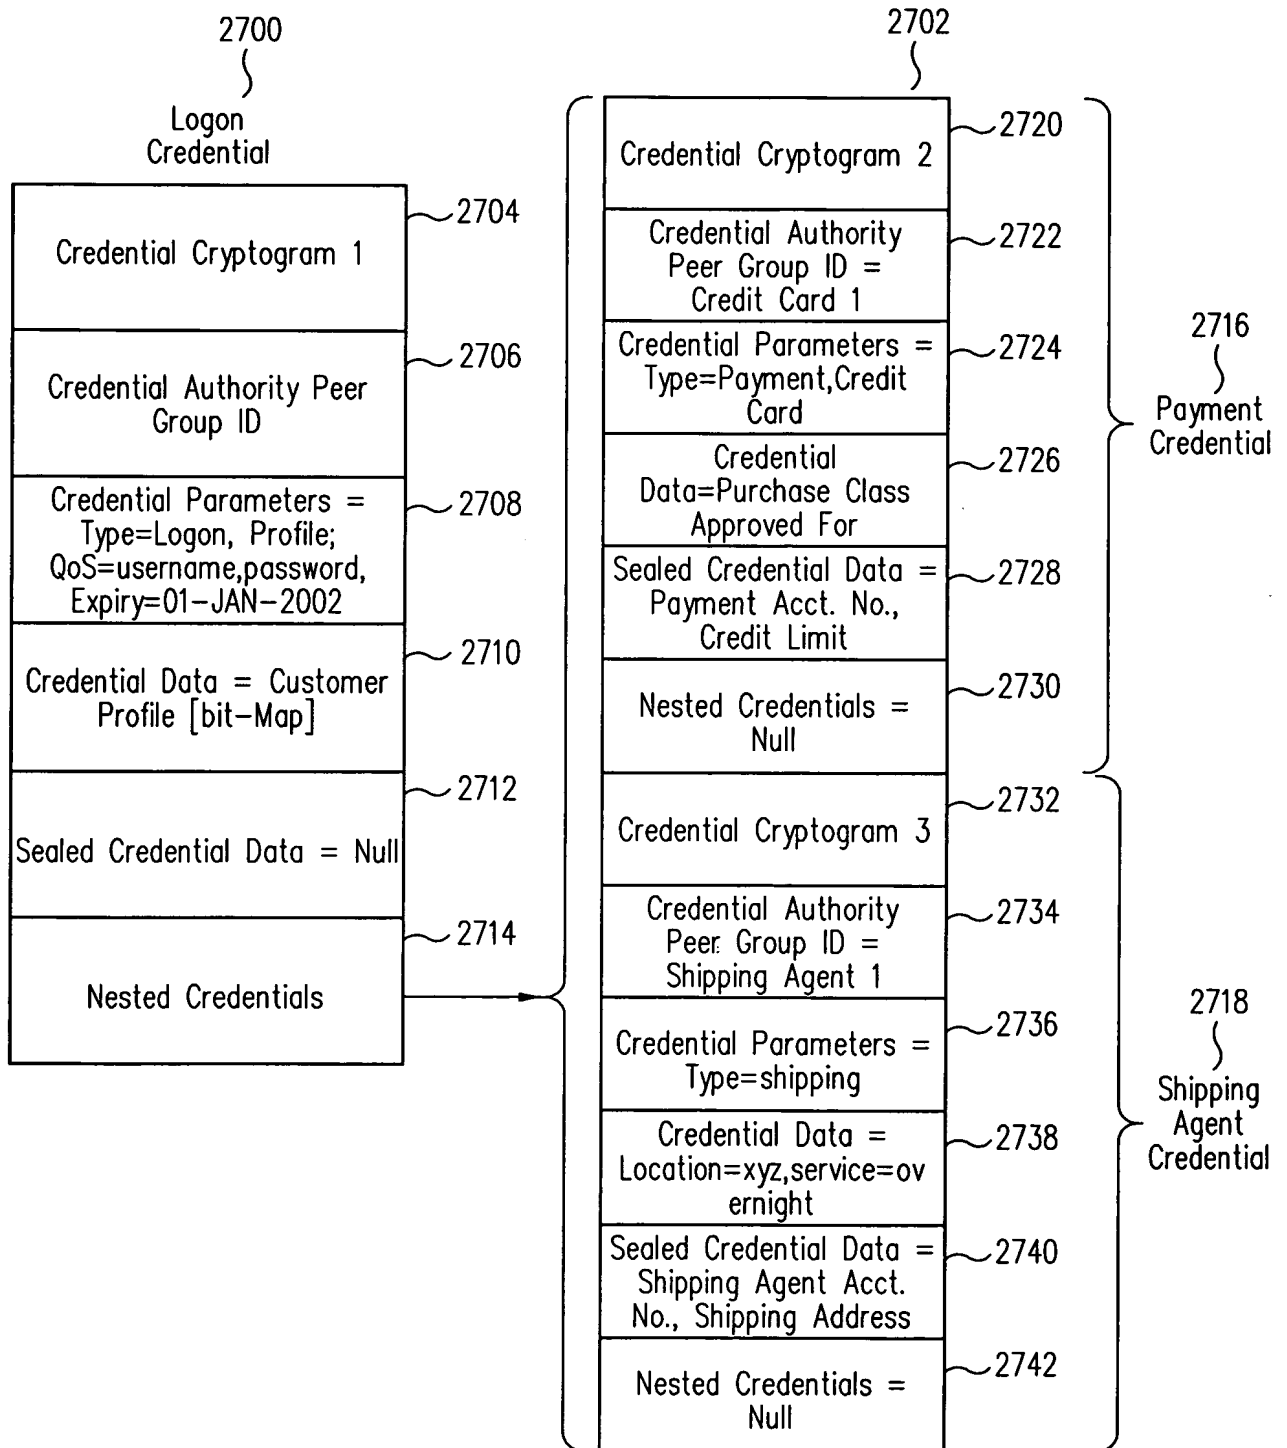 2700
Logon
Credential
Credential Cryptogram 1
2704
Credential Authority Peer
Group ID
2706
Credential Parameters =
Type=Logon, Profile;
QoS=username,password,
Expiry=01-JAN-2002
2708
Credential Data = Customer
Profile [bit-Map]
2710
Sealed Credential Data = Null
2712
Nested Credentials
2714
2702
Credential Cryptogram 2
2720
Credential Authority
Peer Group ID =
Credit Card 1
2722
Credential Parameters =
Type=Payment,Credit
Card
2724
Credential
Data=Purchase Class
Approved For
2726
Sealed Credential Data =
Payment Acct. No.,
Credit Limit
2728
Nested Credentials =
Null
2730
2716
Payment
Credential
Credential Cryptogram 3
2732
Credential Authority
Peer Group ID =
Shipping Agent 1
2734
Credential Parameters =
Type=shipping
2736
Credential Data =
Location=xyz,service=ov
ernight
2738
Sealed Credential Data =
Shipping Agent Acct.
No., Shipping Address
2740
Nested Credentials =
Null
2742
2718
Shipping
Agent
Credential